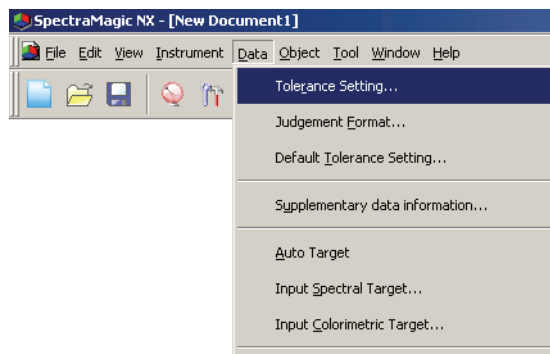 SpectraMagic NX - [New Document1]
File Edit View Instrument Data Object Tool Window Help
Tolerance Setting...
Judgement Format...
Default Tolerance Setting...
Supplementary data information...
Auto Target
Input Spectral Target...
Input Colorimetric Target...